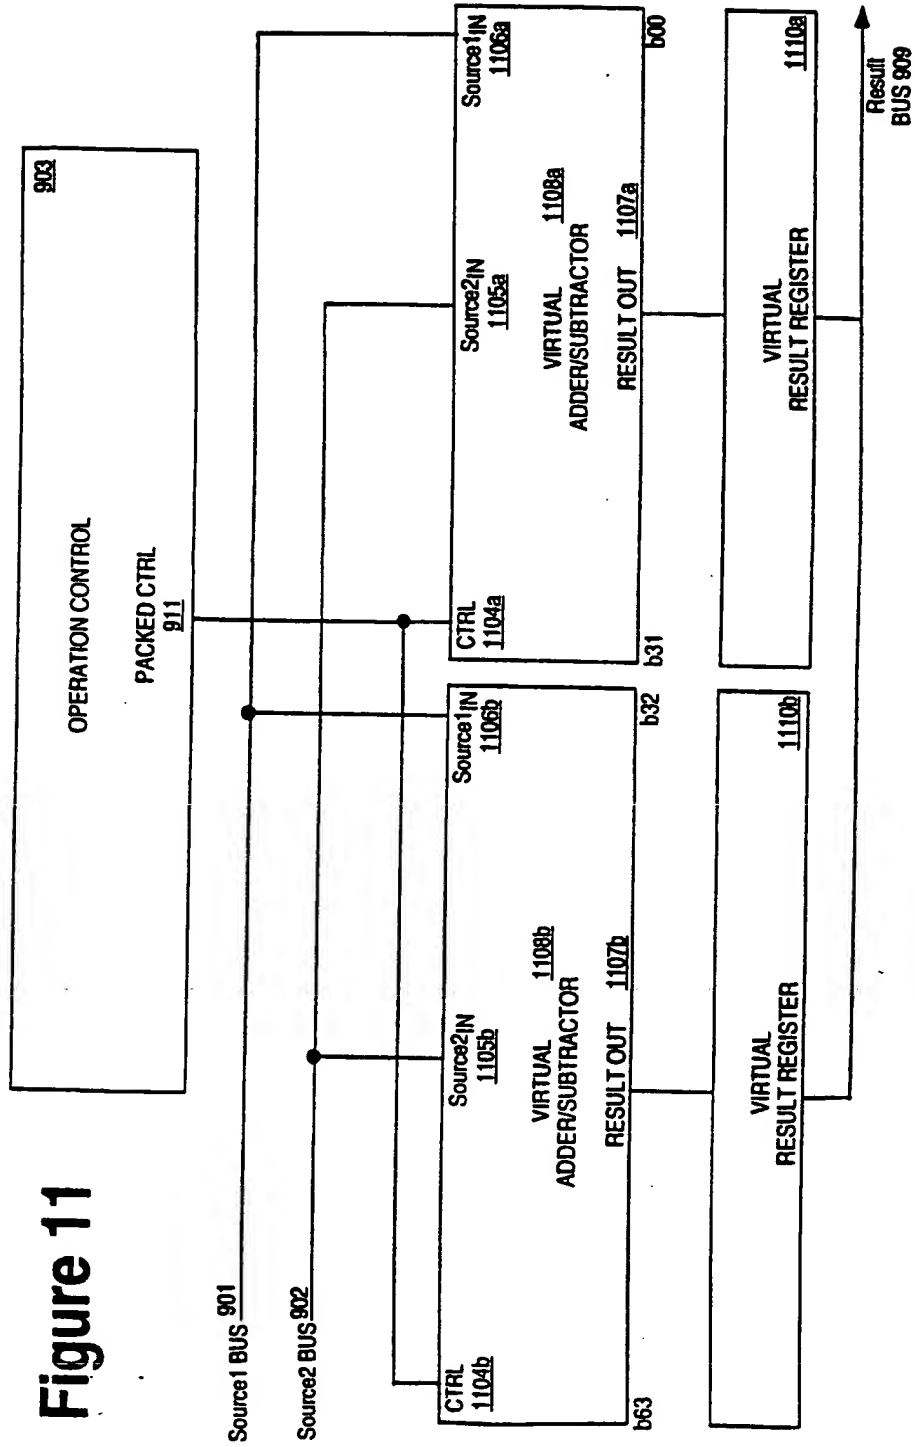 Figure 11
OPERATION CONTROL
903
PACKED CTRL
911
Source1 BUS 901
Source2 BUS 902
CTRL
1104b
Source2IN
1105b
Source1IN
1106b
VIRTUAL 1108b
ADDER/SUBTRACTOR
RESULT OUT 1107b
b63
b32
CTRL
1104a
Source2IN
1105a
Source1IN
1106a
VIRTUAL 1108a
ADDER/SUBTRACTOR
RESULT OUT 1107a
b31
b00
VIRTUAL
RESULT REGISTER
1110b
VIRTUAL
RESULT REGISTER
1110a
Result
BUS 909